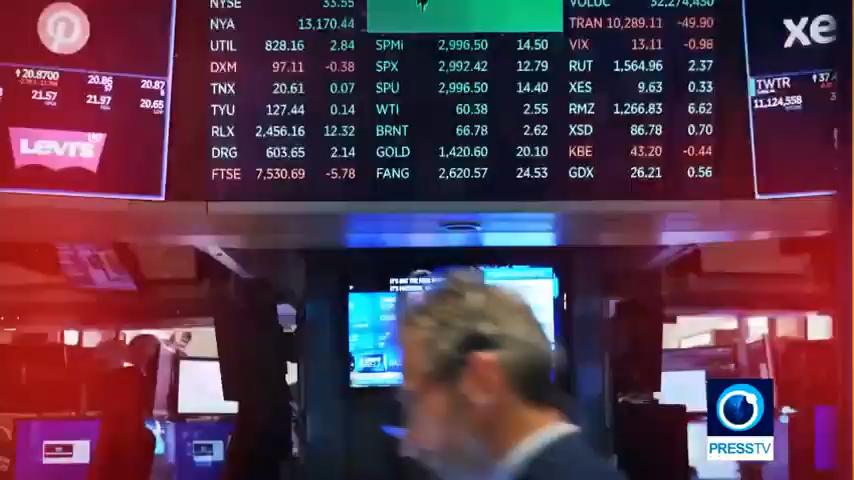 NYSE 33.55
VOLUC 32,274,430
NYA 13,170.44
TRAN 10,289.11 -49.90
xe
UTIL 828.16 2.84 SPMi 2,996.50 14.50 VIX 13.11 -0.98
DXM 97.11 -0.38 SPX 2,992.42 12.79 RUT 1,564.96 2.37
TNX 20.61 0.07 SPU 2,996.50 14.40 XES 9.63 0.33
TYU 127.44 0.14 WTI 60.38 2.55 RMZ 1,266.83 6.62
RLX 2,456.16 12.32 BRNT 66.78 2.62 XSD 86.78 0.70
DRG 603.65 2.14 GOLD 1,420.60 20.10 KBE 43.20 -0.44
FTSE 7,530.69 -5.78 FANG 2,620.57 24.53 GDX 26.21 0.56
20.8700 20.86 20.87
21.57 21.97 20.65
LEVI'S
TWTR
11,124,558
PRESSTV